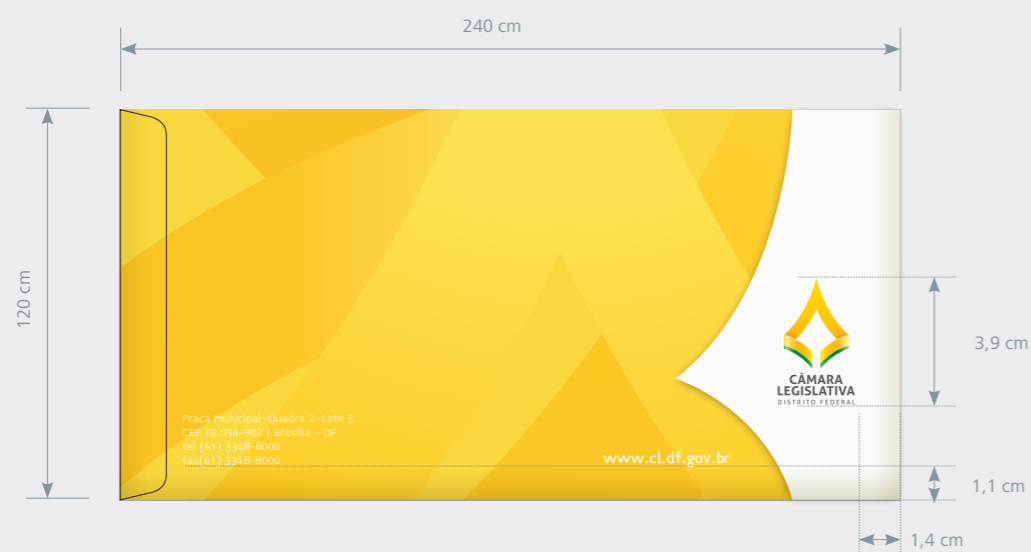 240 cm
120 cm
3,9 cm
CÂMARA
LEGISLATIVA
DISTRITO FEDERAL
Praça Municipal-Quadra 2-Lote 5
CEP 70.094-902 | Brasília - DF
tel (61) 3348-8000
fax(61) 3348-8000
www.cl.df.gov.br
1,1 cm
1,4 cm